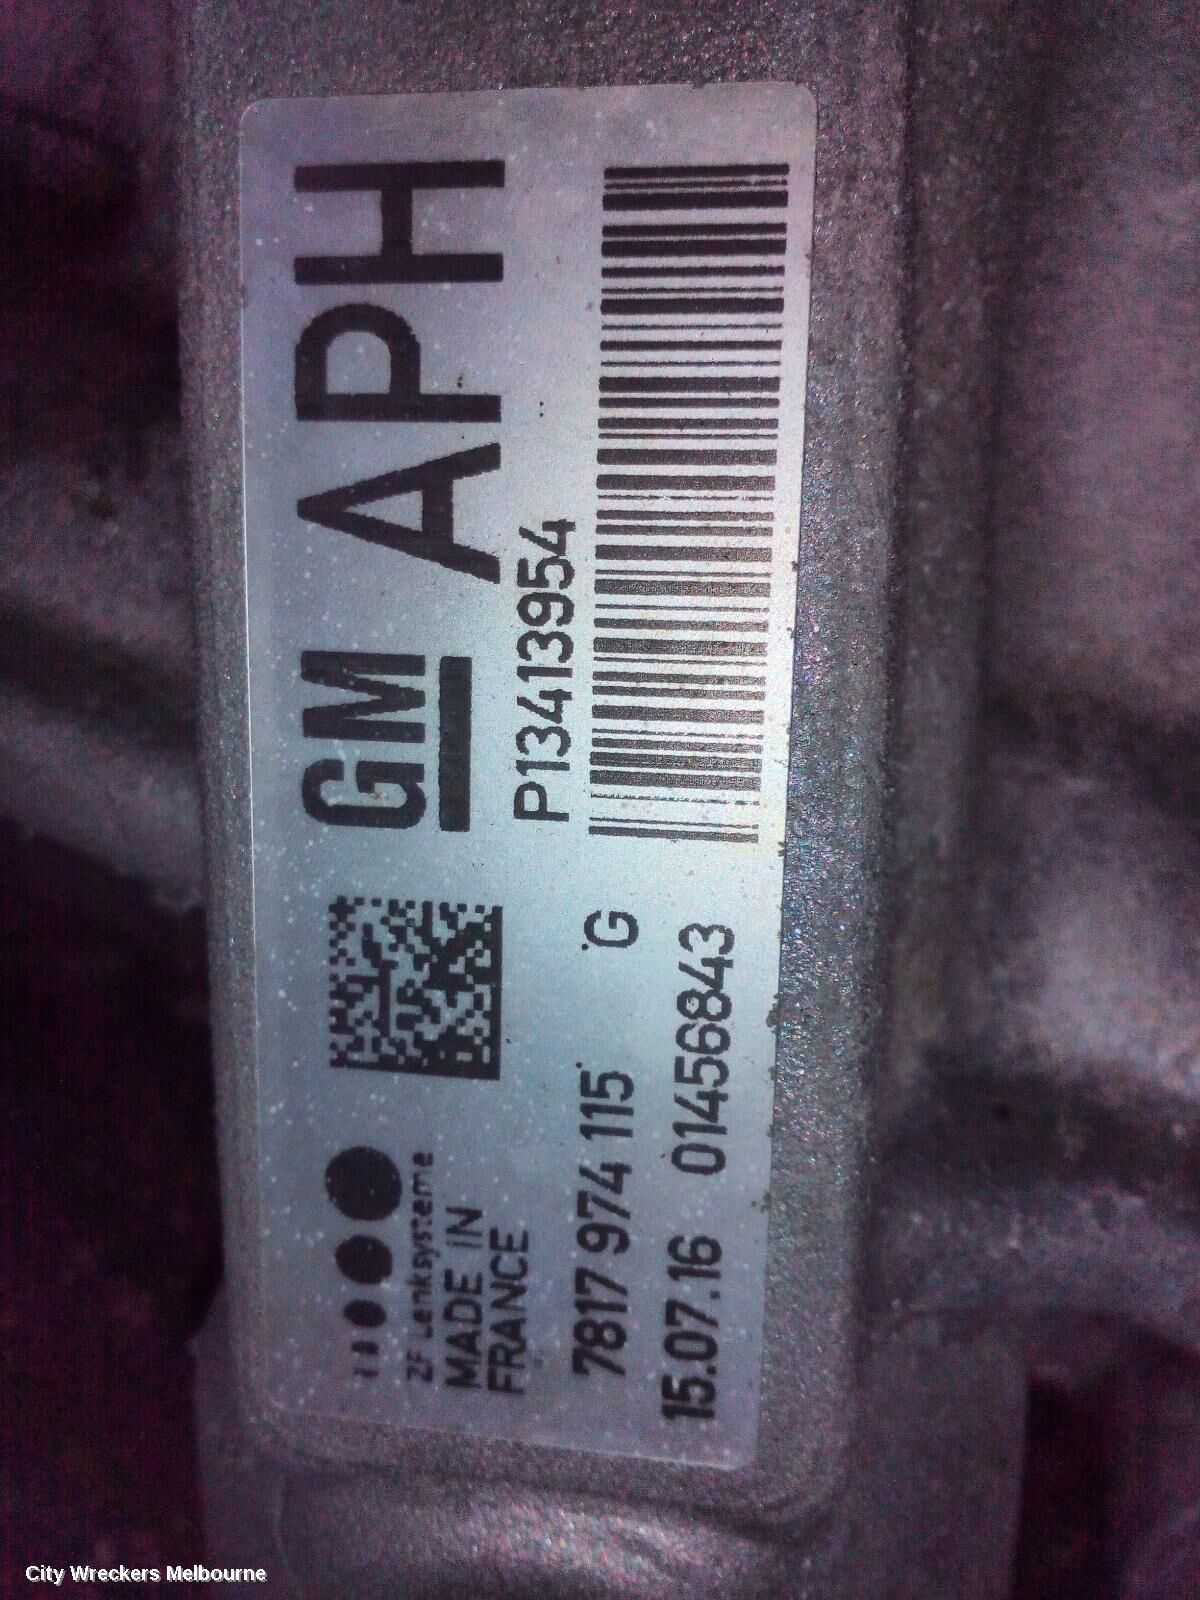 GM APH
P13413954
ZF Lenksysteme
MADE IN
FRANCE
7817 974 115 G
15.07.16 01456843
City Wreckers Melbourne